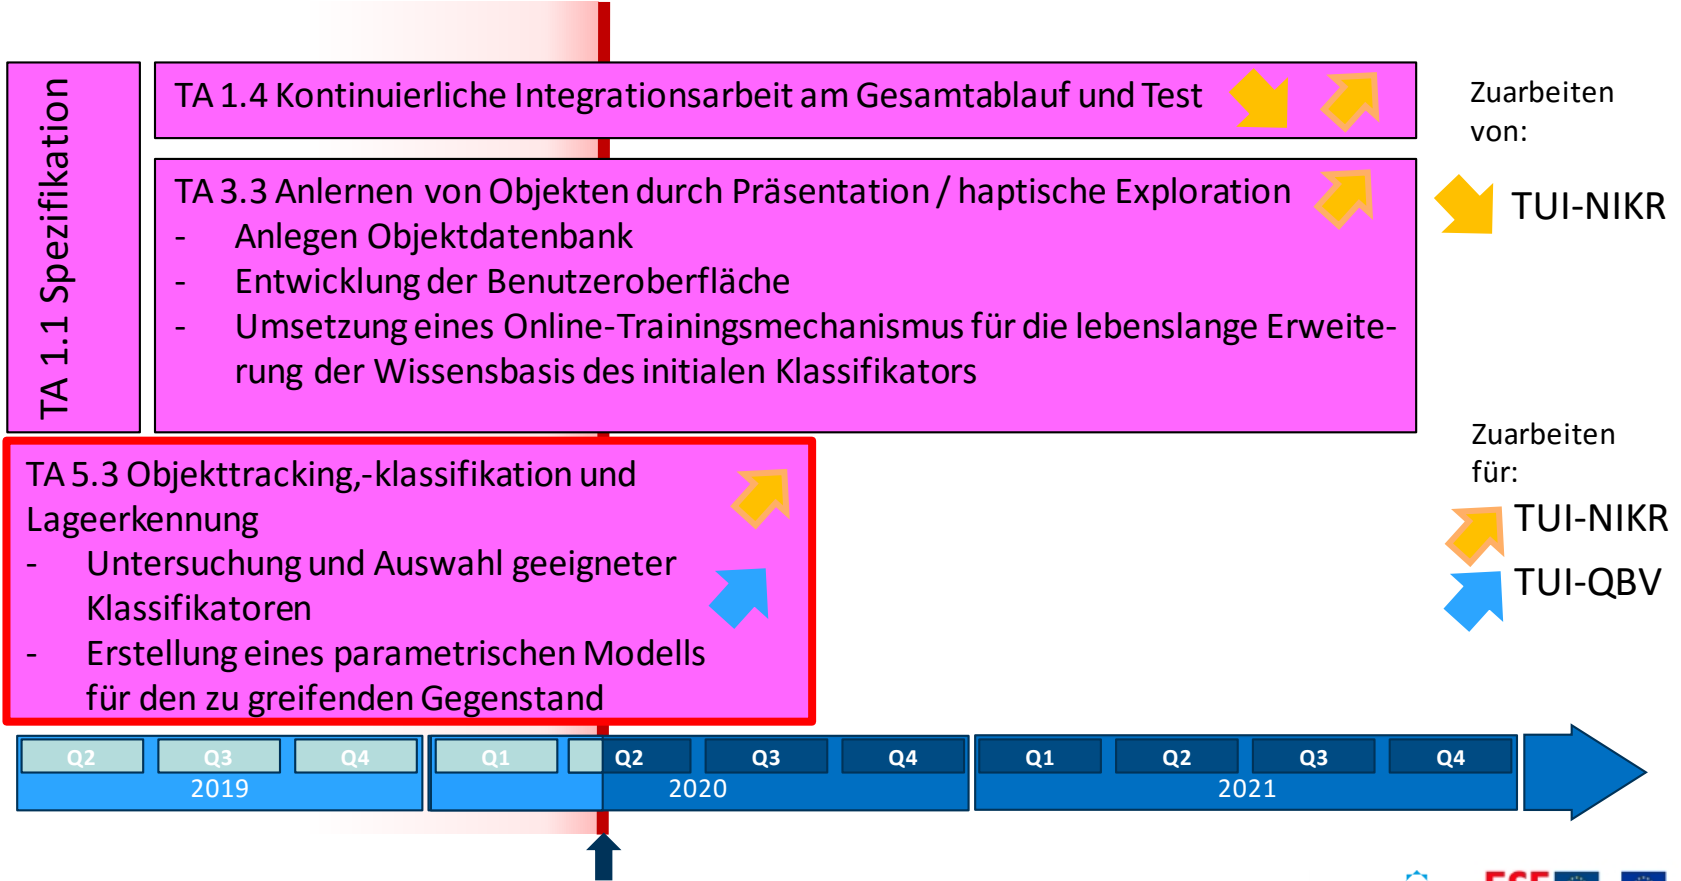 TA 1.1 Spezifikation
TA 1.4 Kontinuierliche Integrationsarbeit am Gesamtablauf und Test
TA 3.3 Anlernen von Objekten durch Präsentation / haptische Exploration
- Anlegen Objektdatenbank
- Entwicklung der Benutzeroberfläche
- Umsetzung eines Online-Trainingsmechanismus für die lebenslange Erweite-
rung der Wissensbasis des initialen Klassifikators
Zuarbeiten
von:
TUI-NIKR
TA 5.3 Objekttracking,-klassifikation und
Lageerkennung
- Untersuchung und Auswahl geeigneter
Klassifikatoren
- Erstellung eines parametrischen Modells
für den zu greifenden Gegenstand
Zuarbeiten
für:
TUI-NIKR
TUI-QBV
Q2 Q3 Q4 Q1 Q2 Q3 Q4 Q1 Q2 Q3 Q4
2019 2020 2021